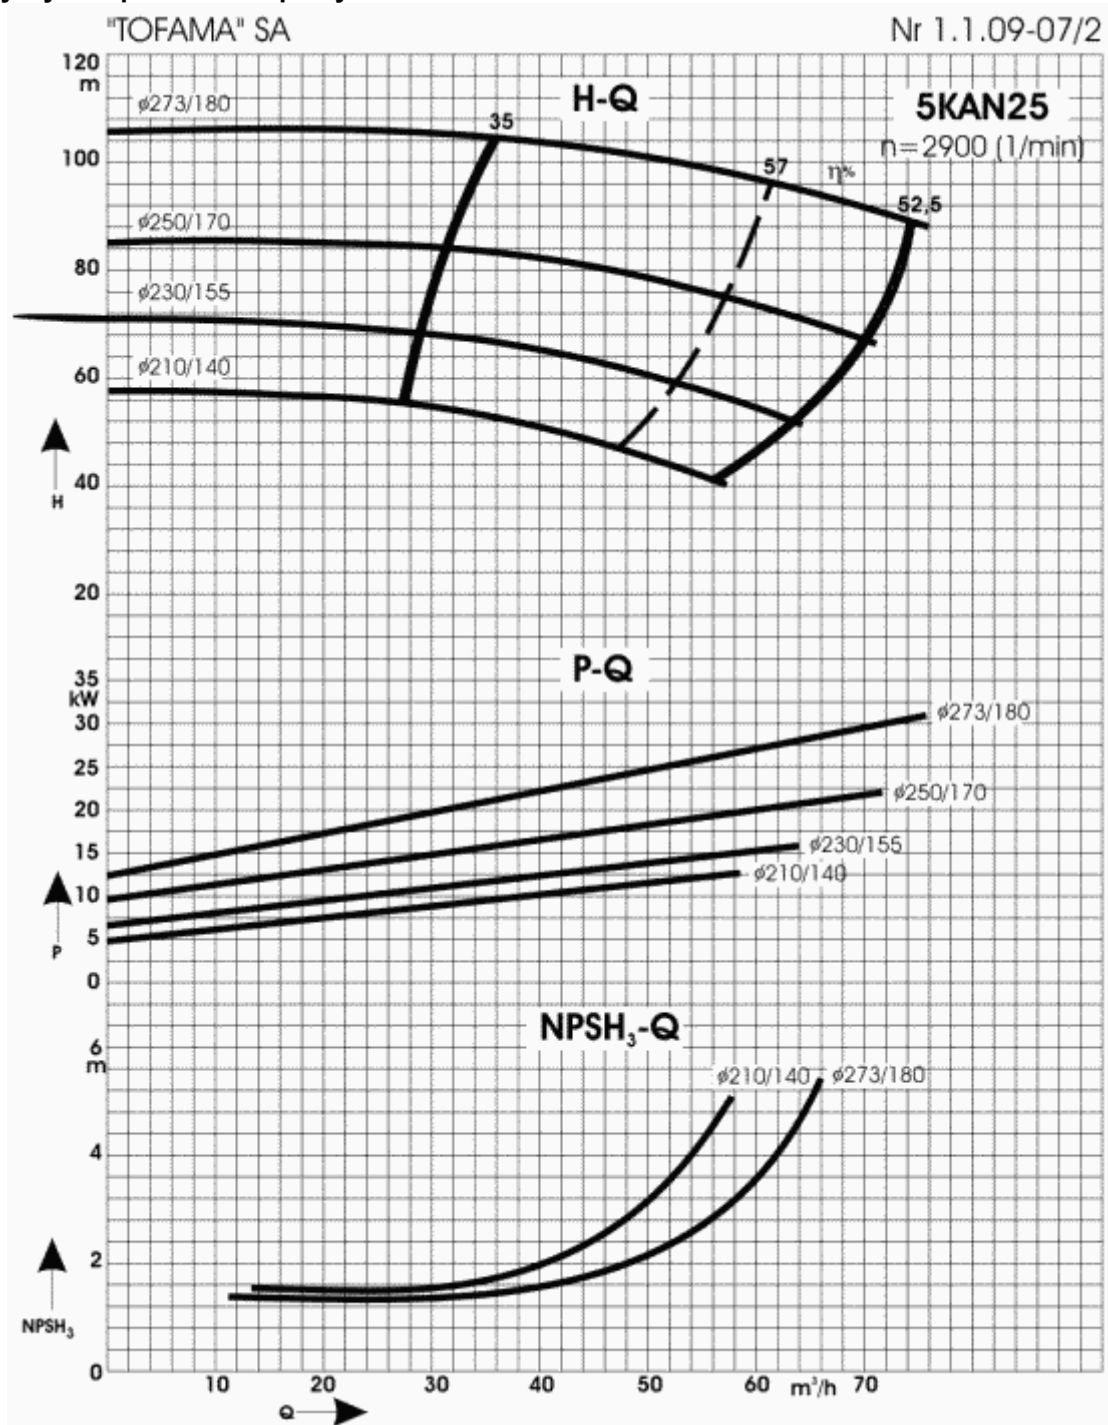 "TOFAMA" SA
Nr 1.1.09-07/2
120
m
H-Q
5KAN25
n=2900 (1/min)
ø273/180
35
57
η%
52,5
100
ø250/170
80
ø230/155
ø210/140
60
40
H
20
P-Q
35
kW
30
25
20
15
10
5
0
P
ø273/180
ø250/170
ø230/155
ø210/140
NPSH₃-Q
6
m
ø210/140
ø273/180
4
2
NPSH₃
0
10 20 30 40 50 60 m³/h 70
Q